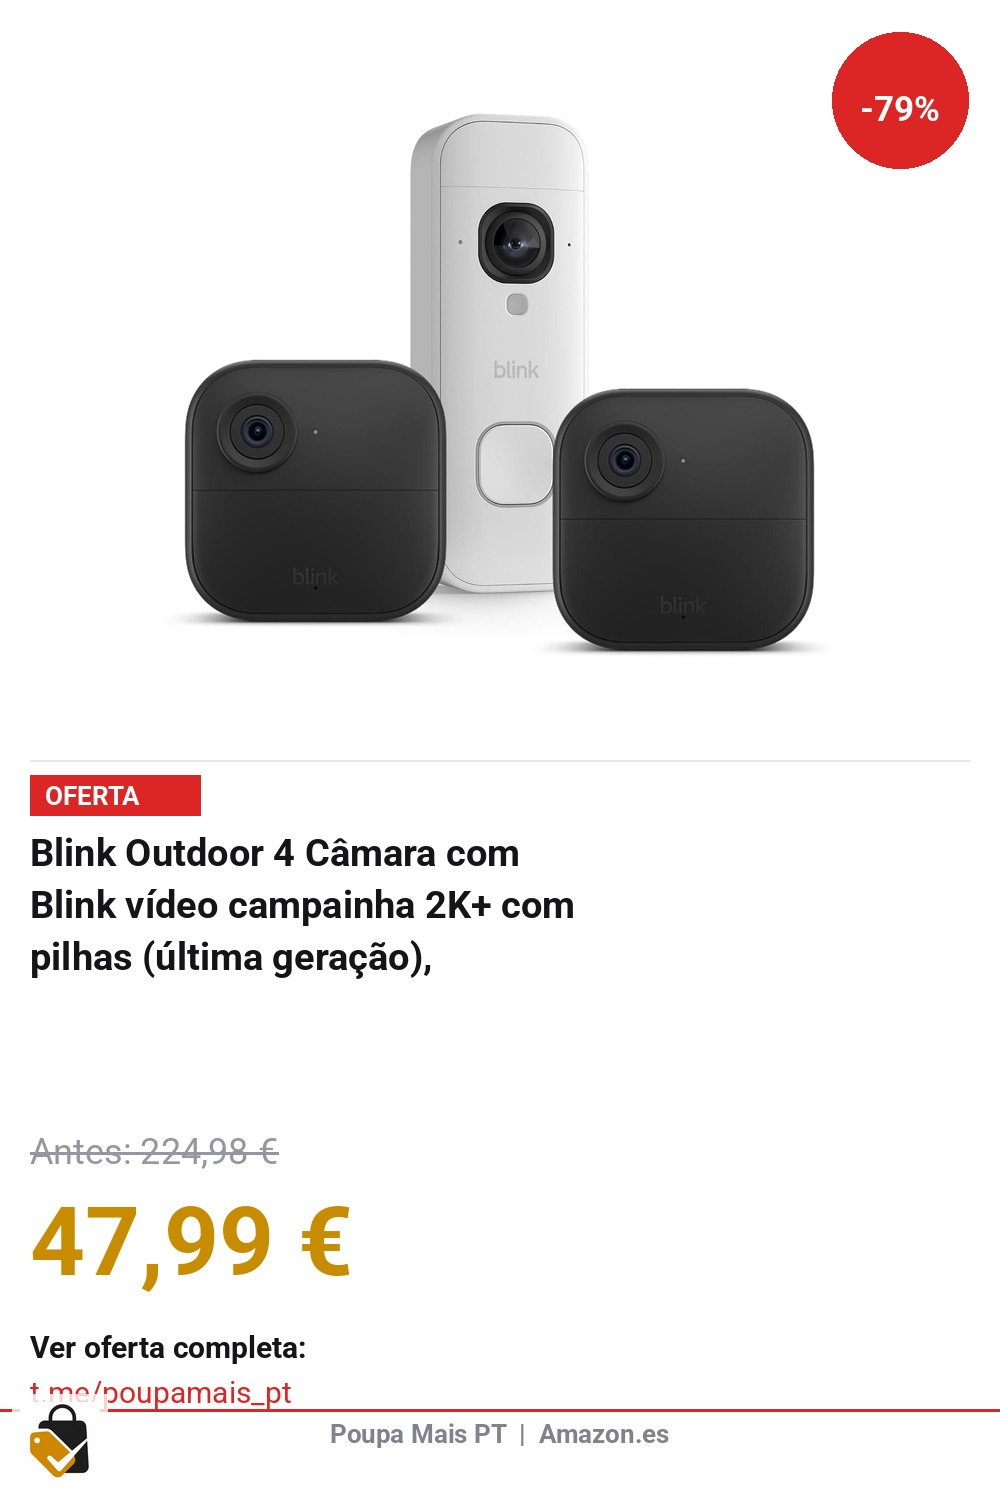 -79%
blink
blink
blink
OFERTA
Blink Outdoor 4 Câmara com
Blink vídeo campainha 2K+ com
pilhas (última geração),
Antes: 224,98 €
47,99 €
Ver oferta completa:
t.me/poupamais_pt
Poupa Mais PT | Amazon.es